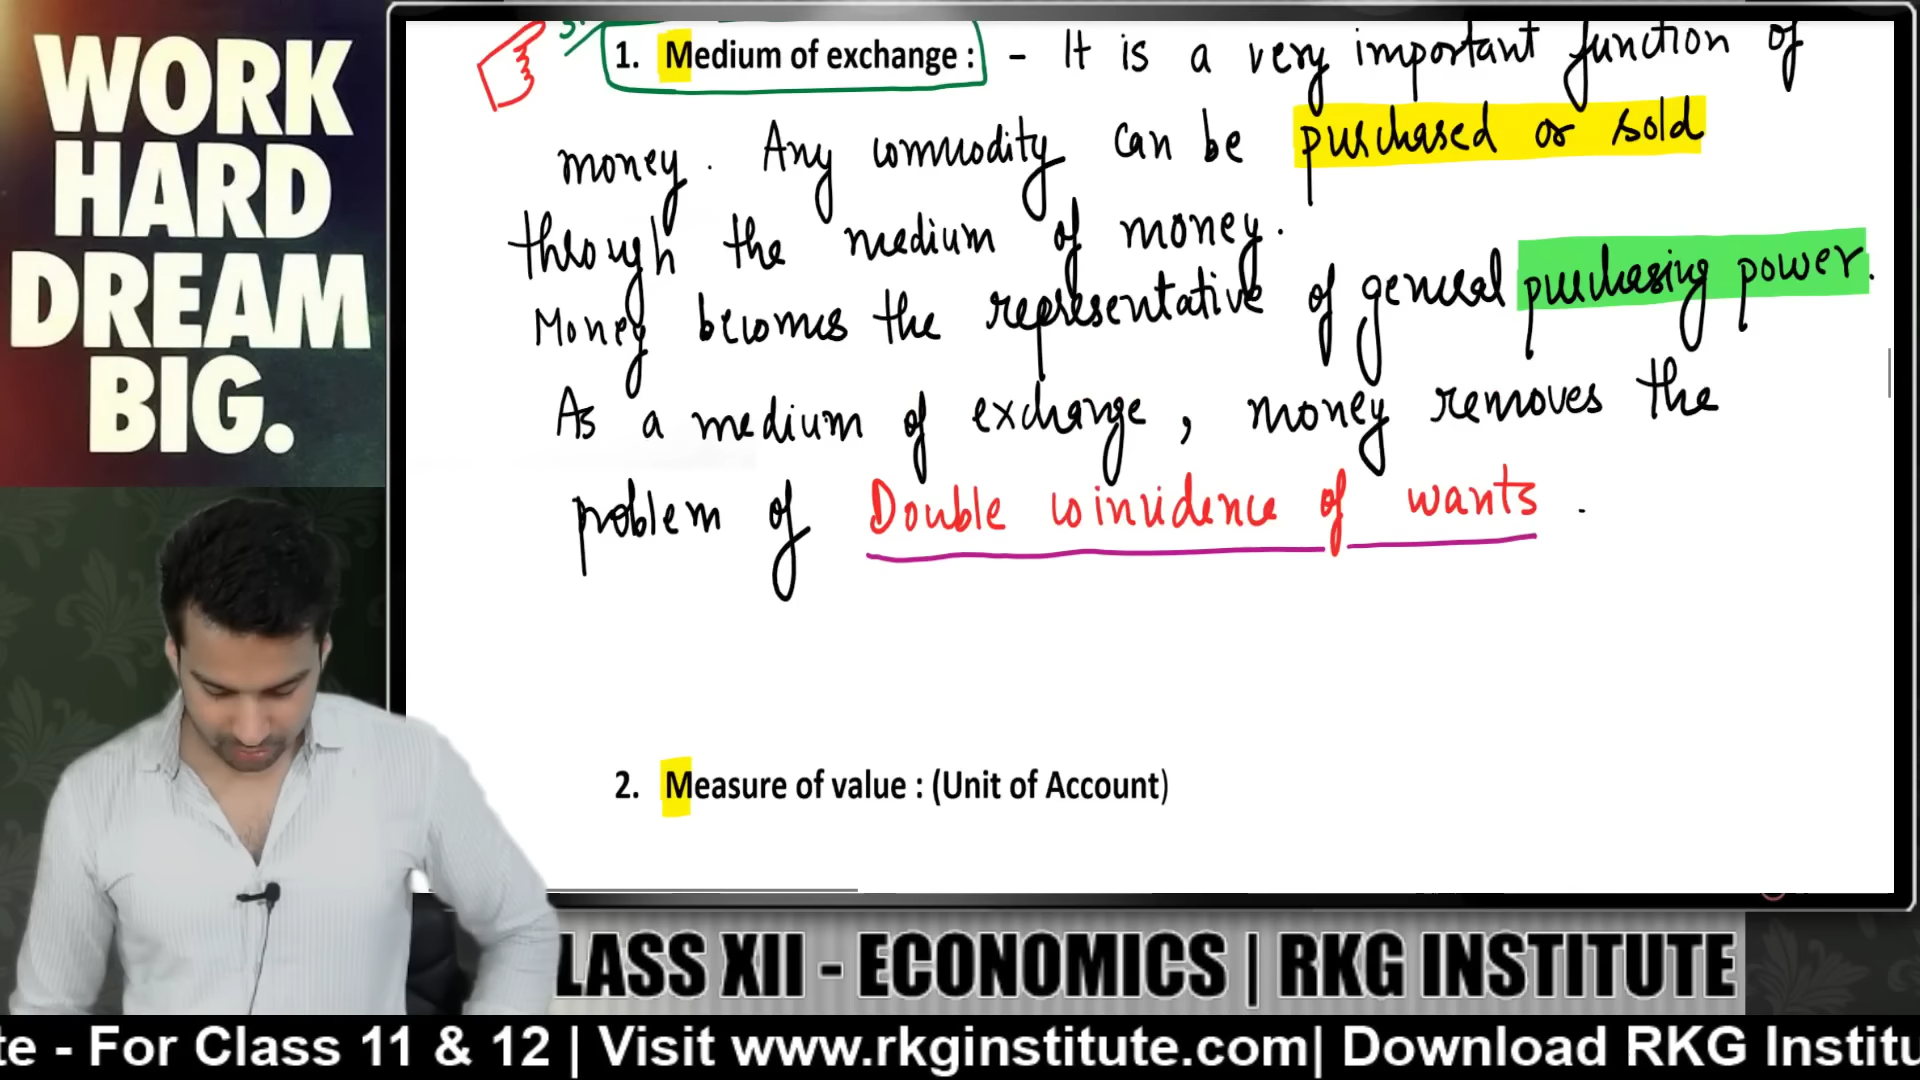 WORK
HARD
DREAM
BIG.
1. Medium of exchange : - It is a very important function of
money. Any commodity can be purchased or sold
through the medium of money.
Money becomes the representative of general purchasing power.
As a medium of exchange, money removes the
problem of Double coincidence of wants.
2. Measure of value : (Unit of Account)
LASS XII - ECONOMICS | RKG INSTITUTE
te - For Class 11 & 12 | Visit www.rkginstitute.com| Download RKG Institu